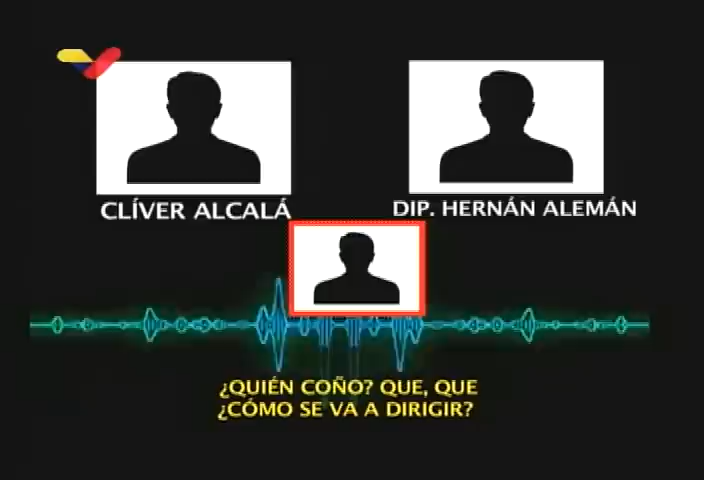 CLÍVER ALCALÁ
DIP. HERNÁN ALEMÁN
¿QUIÉN COÑO? QUE, QUE
¿CÓMO SE VA A DIRIGIR?